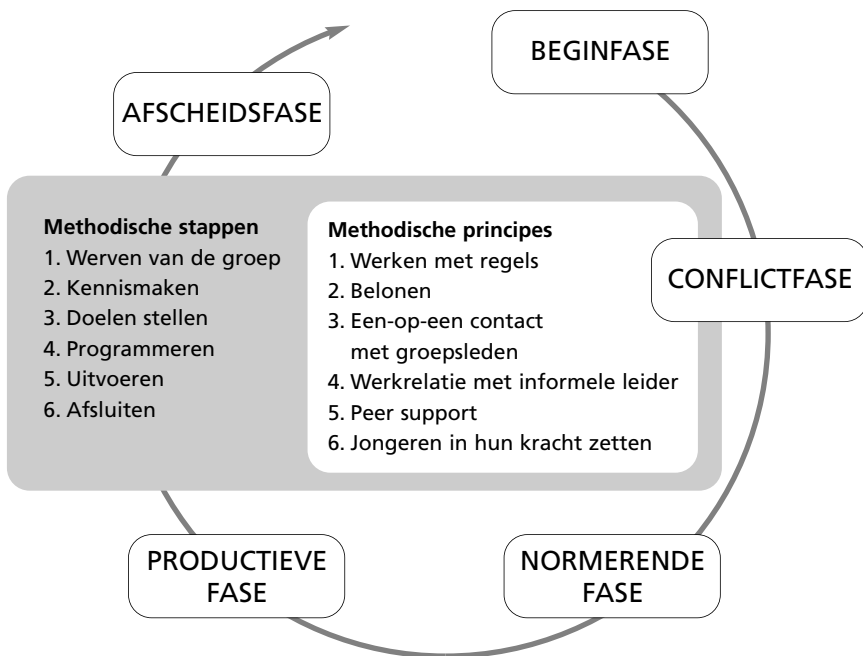 BEGINFASE
AFSCHEIDSFASE
Methodische stappen
1. Werven van de groep
2. Kennismaken
3. Doelen stellen
4. Programmeren
5. Uitvoeren
6. Afsluiten
Methodische principes
1. Werken met regels
2. Belonen
3. Een-op-een contact
met groepsleden
4. Werkrelatie met informele leider
5. Peer support
6. Jongeren in hun kracht zetten
CONFLICTFASE
PRODUCTIEVE
FASE
NORMERENDE
FASE